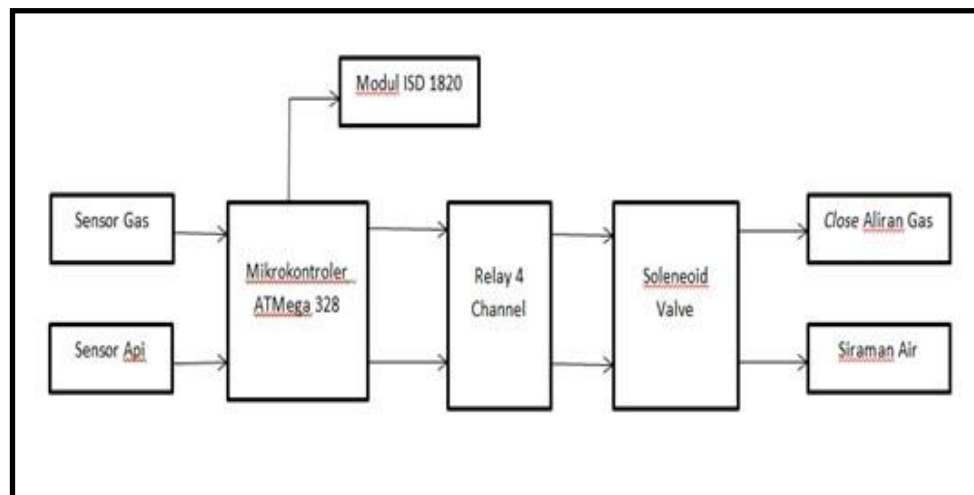 Modul ISD 1820
Sensor Gas
Mikrokontroler
ATMega 328
Relay 4
Channel
Soleneoid
Valve
Close Aliran Gas
Sensor Api
Siraman Air